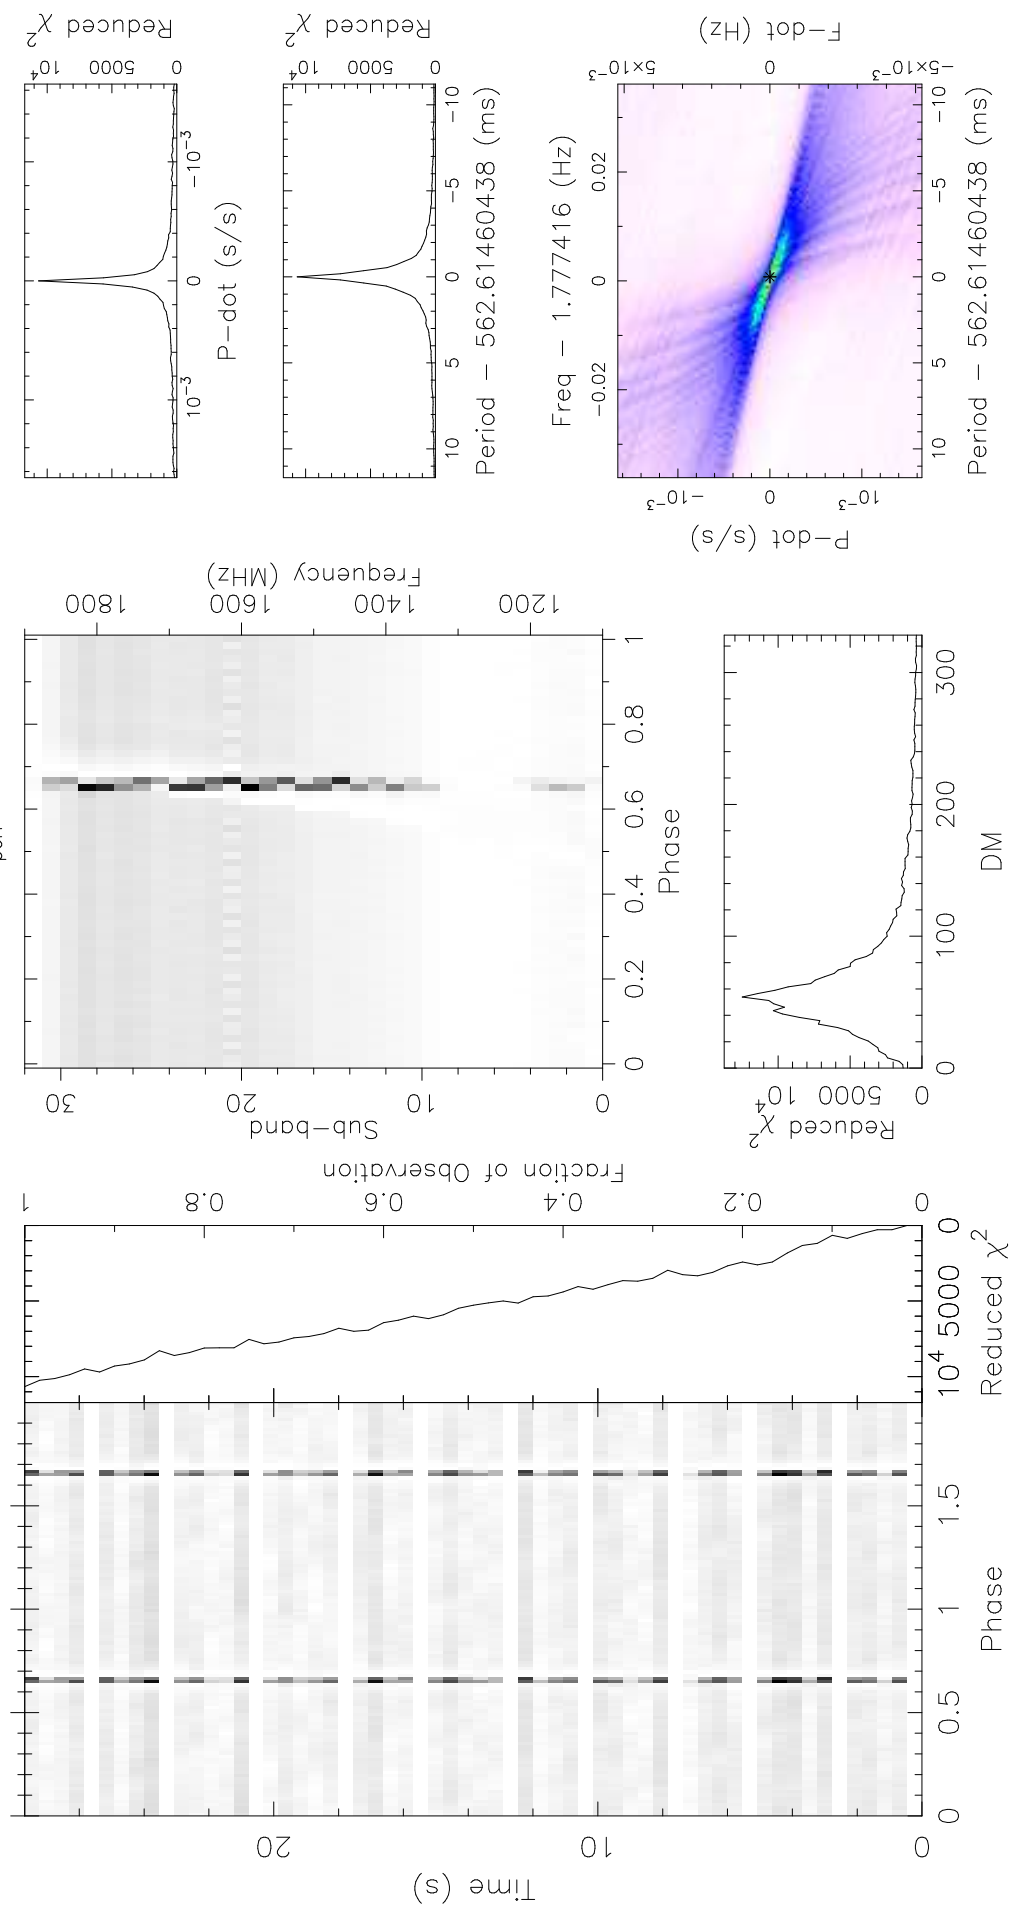 Reduced χ²
10⁴ 5000 0
10⁻³ 0 −10⁻³
P−dot (s/s)
Reduced χ²
10⁴ 5000 0
10 5 0 −5 −10
Period − 562.61460438 (ms)
Freq − 1.777416 (Hz)
−0.02 0 0.02
F−dot (Hz)
5×10⁻³ 0 −5×10⁻³
−10⁻³ 0 10⁻³
P−dot (s/s)
10 5 0 −5 −10
Period − 562.61460438 (ms)
Frequency (MHz)
1800 1600 1400 1200
30 20 10 0
Sub−band
0 0.2 0.4 0.6 0.8 1
Phase
Reduced χ²
10⁴ 5000 0
0 100 200 300
DM
Fraction of Observation
1 0.8 0.6 0.4 0.2 0
10⁴ 5000 0
Reduced χ²
20 10 0
Time (s)
0 0.5 1 1.5
Phase